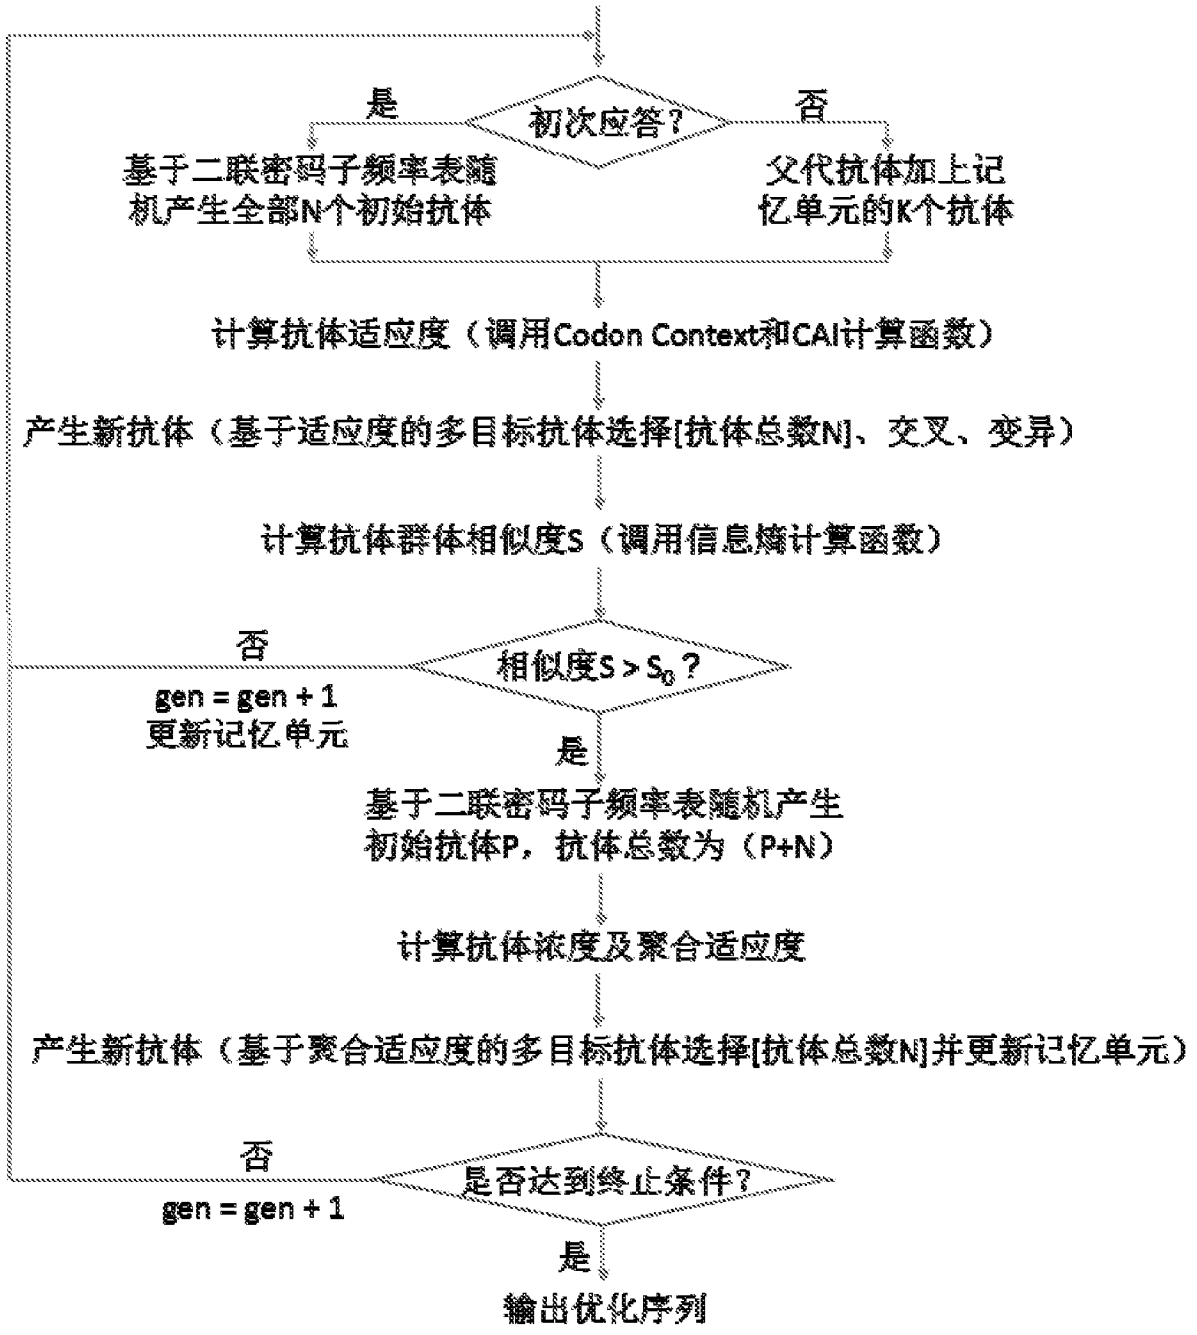 初次应答?
是
否
基于二联密码子频率表随
机产生全部N个初始抗体
父代抗体加上记
忆单元的K个抗体
计算抗体适应度（调用Codon Context和CAI计算函数）
产生新抗体（基于适应度的多目标抗体选择[抗体总数N]、交叉、变异）
计算抗体群体相似度S（调用信息熵计算函数）
相似度S > S₀？
否
gen = gen + 1
更新记忆单元
是
基于二联密码子频率表随机产生
初始抗体P，抗体总数为（P+N）
计算抗体浓度及聚合适应度
产生新抗体（基于聚合适应度的多目标抗体选择[抗体总数N]并更新记忆单元）
是否达到终止条件?
否
gen = gen + 1
是
输出优化序列